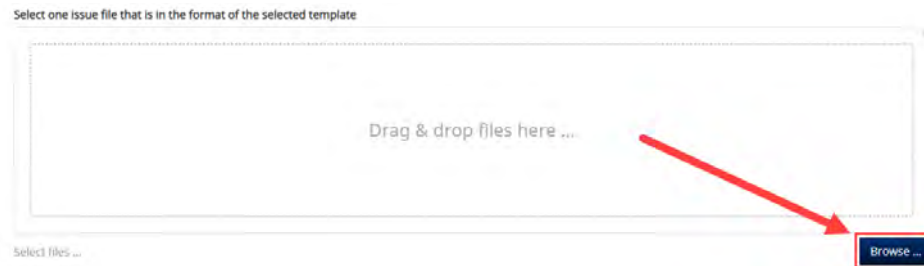 Select one issue file that is in the format of the selected template
Drag & drop files here ...
Select files ...
Browse ...